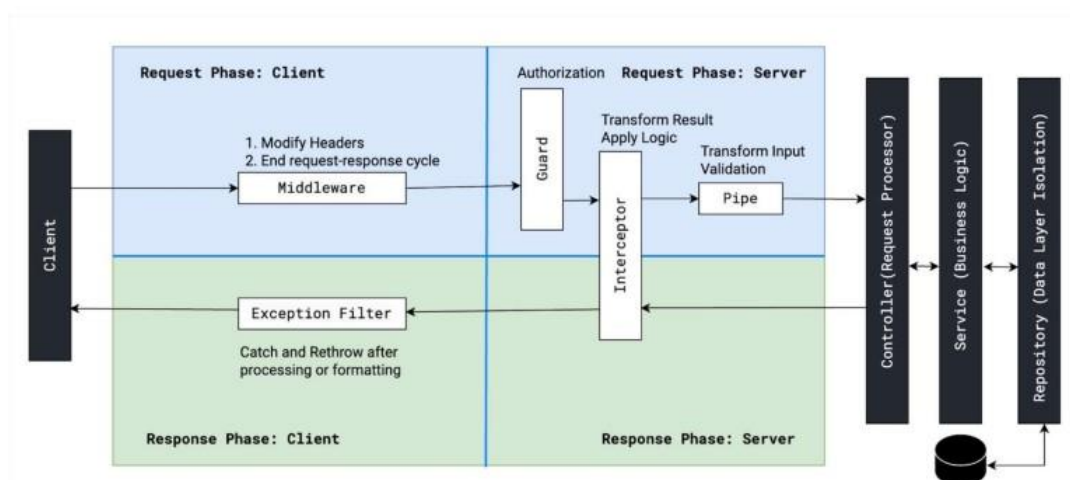 Request Phase: Client
Authorization
Request Phase: Server
1. Modify Headers
2. End request-response cycle
Middleware
Guard
Transform Result
Apply Logic
Transform Input
Validation
Pipe
Interceptor
Client
Exception Filter
Catch and Rethrow after
processing or formatting
Response Phase: Client
Response Phase: Server
Controller(Request Processor)
Service (Business Logic)
Repository (Data Layer Isolation)